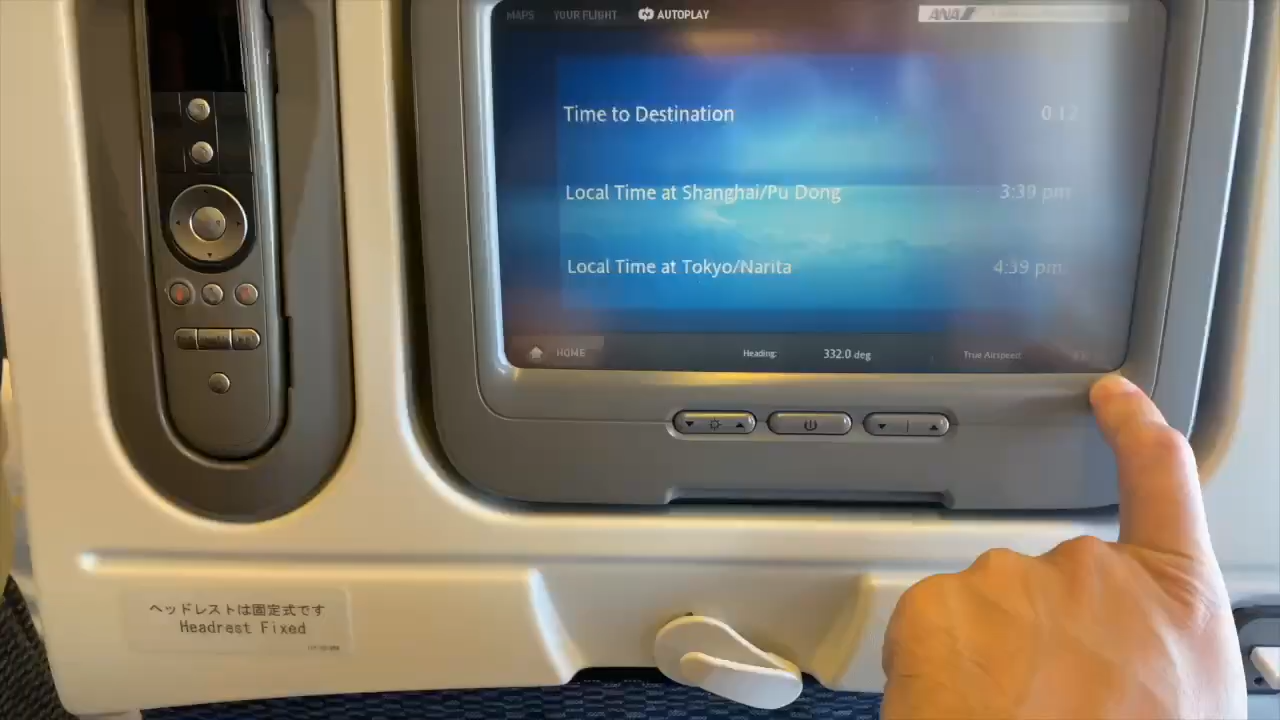 MAPS YOUR FLIGHT AUTOPLAY ANA
Time to Destination 0:12
Local Time at Shanghai/Pu Dong 3:39 pm
Local Time at Tokyo/Narita 4:39 pm
HOME Heading: 332.0 deg True Airspeed:
ヘッドレストは固定式です
Headrest Fixed